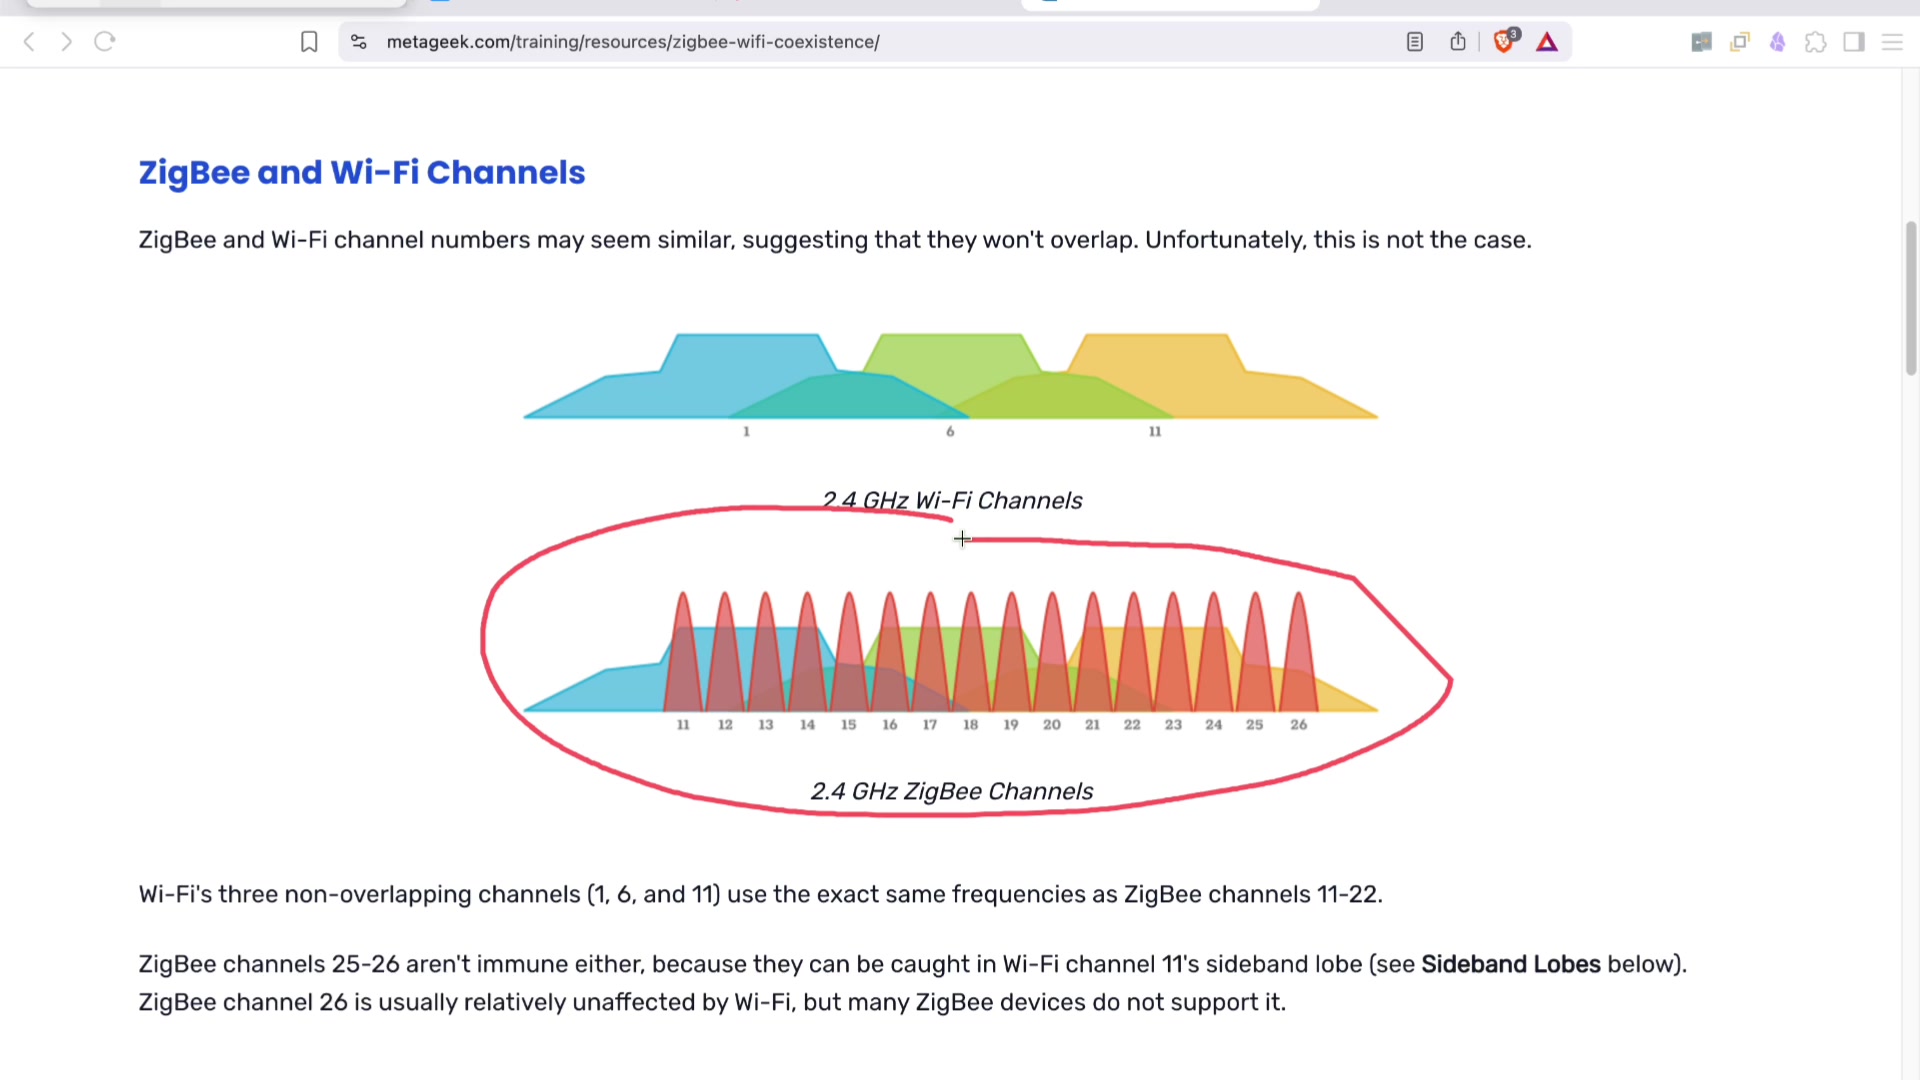 metageek.com/training/resources/zigbee-wifi-coexistence/
3
ZigBee and Wi-Fi Channels
ZigBee and Wi-Fi channel numbers may seem similar, suggesting that they won't overlap. Unfortunately, this is not the case.
1 6 11
2.4 GHz Wi-Fi Channels
11 12 13 14 15 16 17 18 19 20 21 22 23 24 25 26
2.4 GHz ZigBee Channels
Wi-Fi's three non-overlapping channels (1, 6, and 11) use the exact same frequencies as ZigBee channels 11-22.
ZigBee channels 25-26 aren't immune either, because they can be caught in Wi-Fi channel 11's sideband lobe (see Sideband Lobes below).
ZigBee channel 26 is usually relatively unaffected by Wi-Fi, but many ZigBee devices do not support it.